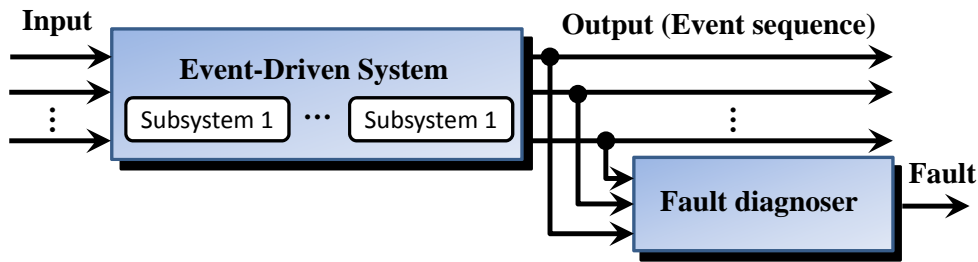 Input
Output (Event sequence)
Event-Driven System
Subsystem 1 ••• Subsystem 1
Fault diagnoser
Fault